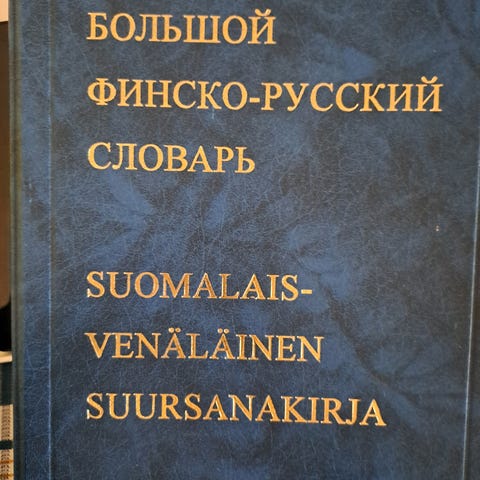 БОЛЬШОЙ
ФИНСКО-РУССКИЙ
СЛОВАРЬ
SUOMALAIS-
VENÄLÄINEN
SUURSANAKIRJA